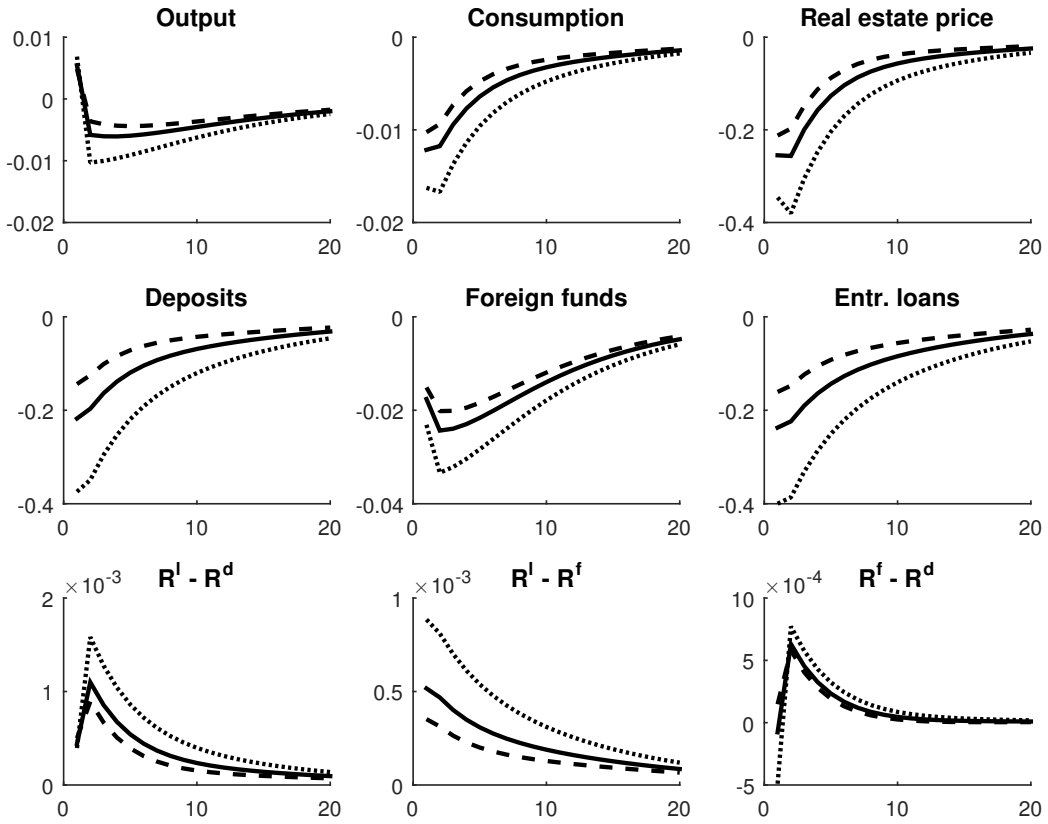 Output
0.01
0
-0.01
-0.02
0 10 20
Consumption
0
-0.01
-0.02
0 10 20
Real estate price
0
-0.2
-0.4
0 10 20
Deposits
0
-0.2
-0.4
0 10 20
Foreign funds
0
-0.02
-0.04
0 10 20
Entr. loans
0
-0.2
-0.4
0 10 20
×10⁻³ Rˡ - Rᵈ
2
1
0
0 10 20
×10⁻³ Rˡ - Rᶠ
1
0.5
0
0 10 20
×10⁻⁴ Rᶠ - Rᵈ
10
5
0
-5
0 10 20